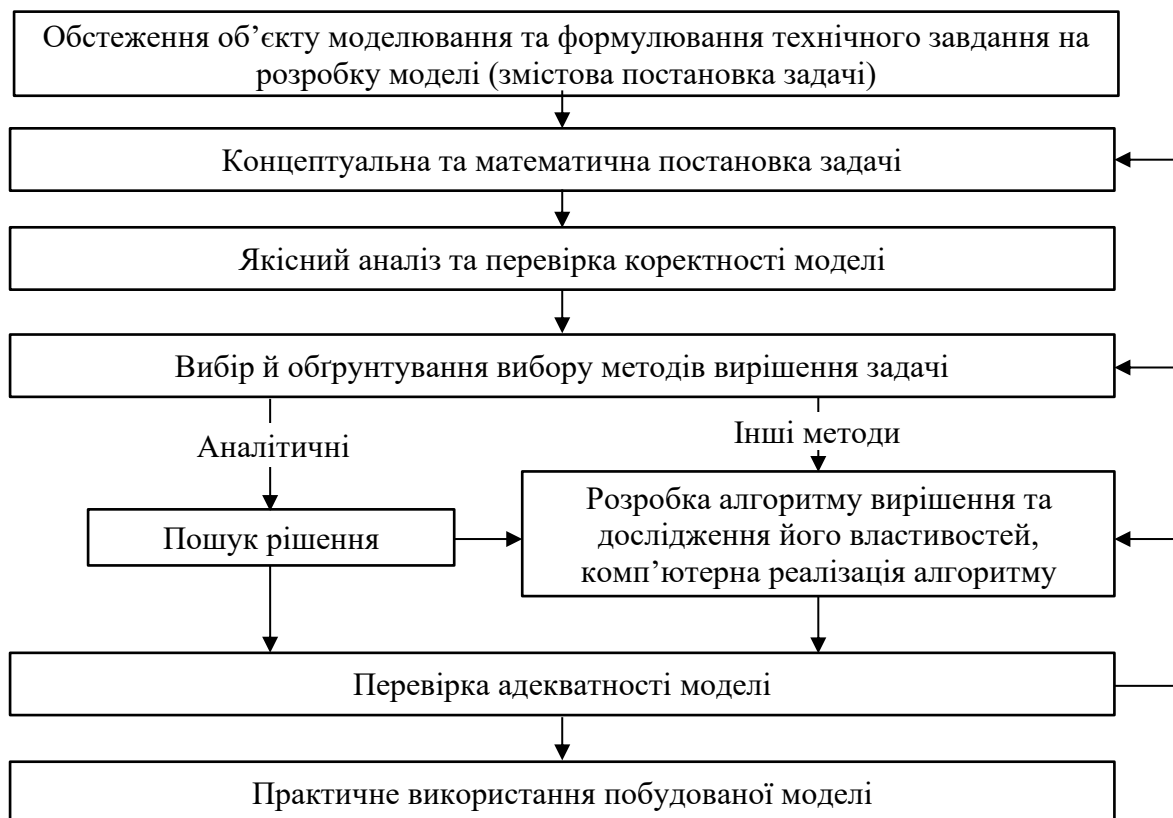 Обстеження об’єкту моделювання та формулювання технічного завдання на
розробку моделі (змістова постановка задачі)
Концептуальна та математична постановка задачі
Якісний аналіз та перевірка коректності моделі
Вибір й обґрунтування вибору методів вирішення задачі
Аналітичні
Інші методи
Пошук рішення
Розробка алгоритму вирішення та
дослідження його властивостей,
комп’ютерна реалізація алгоритму
Перевірка адекватності моделі
Практичне використання побудованої моделі